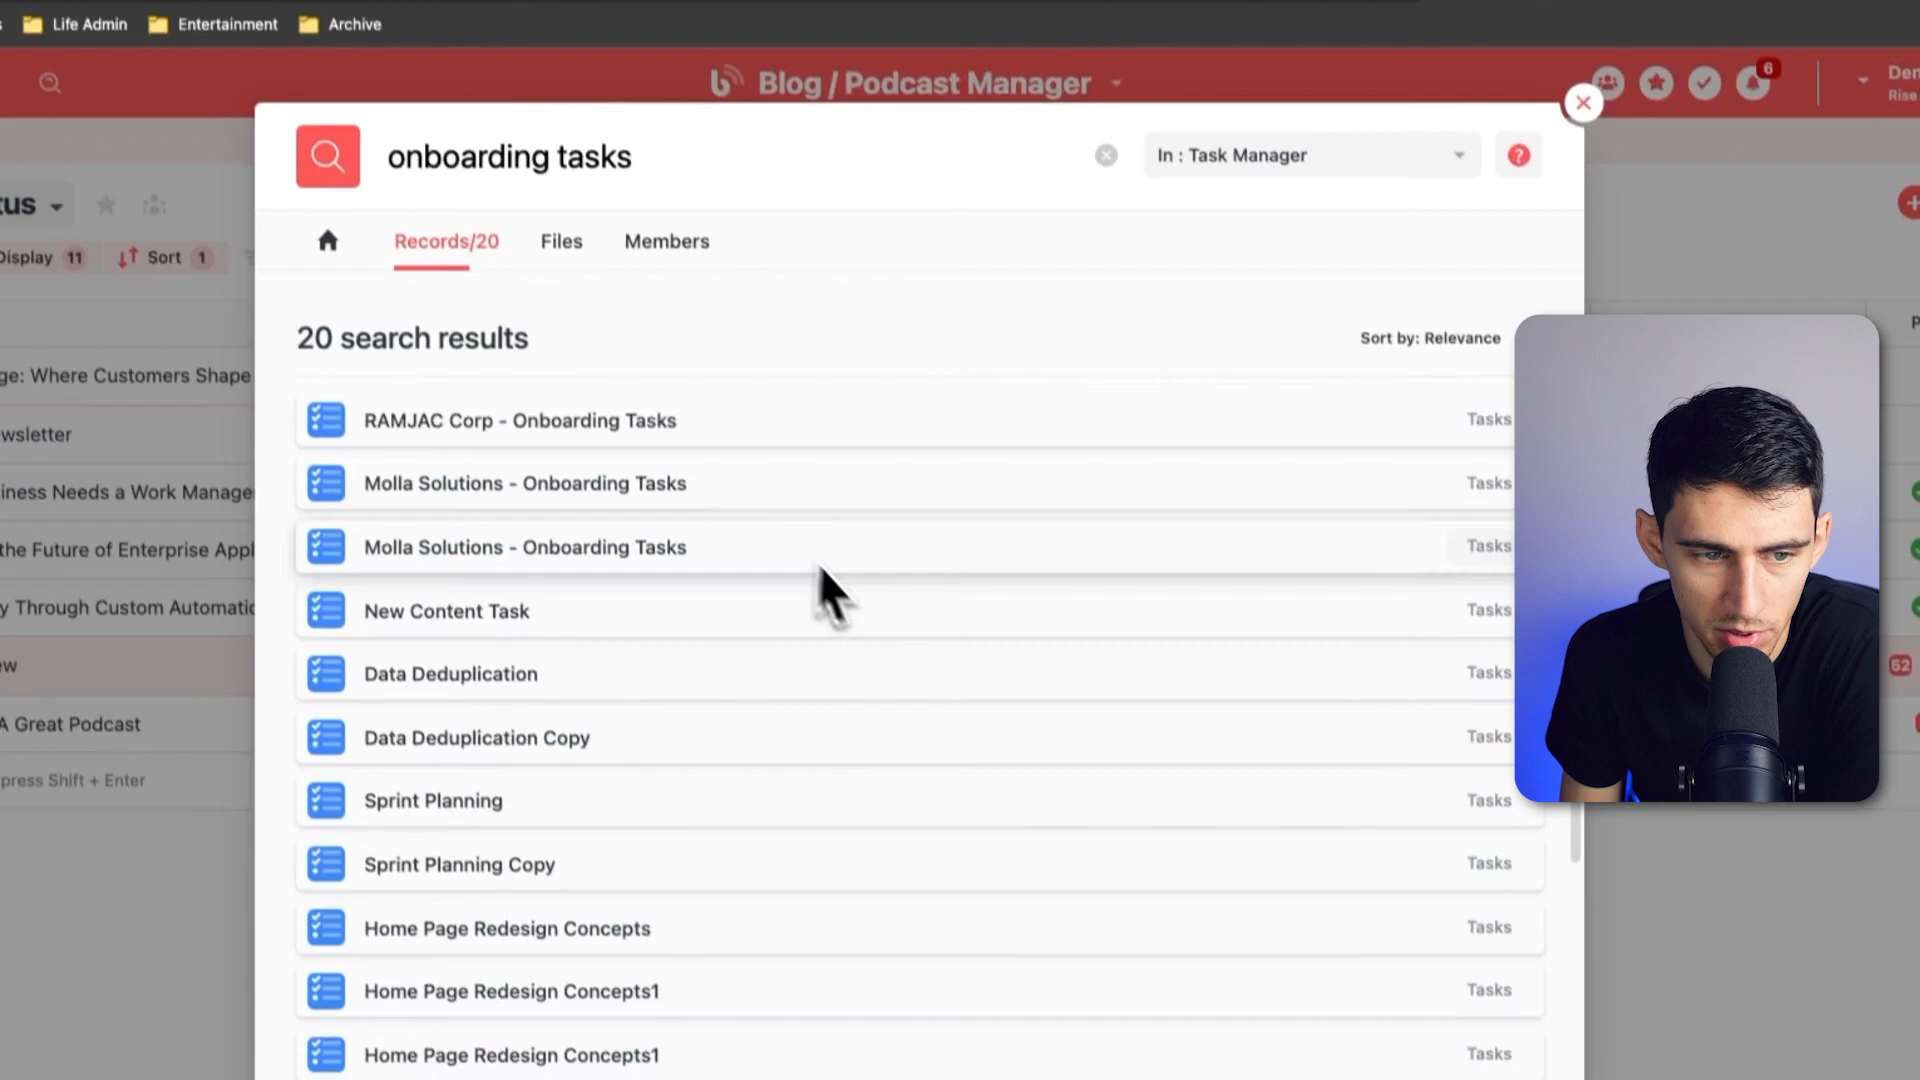 Life Admin
Entertainment
Archive
Blog / Podcast Manager
6
Rise
onboarding tasks
In : Task Manager
?
tus
Display 11
Sort 1
Records/20
Files
Members
20 search results
Sort by: Relevance
ge: Where Customers Shape
RAMJAC Corp - Onboarding Tasks
Tasks
wsletter
Molla Solutions - Onboarding Tasks
Tasks
iness Needs a Work Manage
Molla Solutions - Onboarding Tasks
Tasks
the Future of Enterprise Appl
New Content Task
Tasks
y Through Custom Automatic
Data Deduplication
Tasks
ew
62
Data Deduplication Copy
Tasks
A Great Podcast
Sprint Planning
Tasks
press Shift + Enter
Sprint Planning Copy
Tasks
Home Page Redesign Concepts
Tasks
Home Page Redesign Concepts1
Tasks
Home Page Redesign Concepts1
Tasks